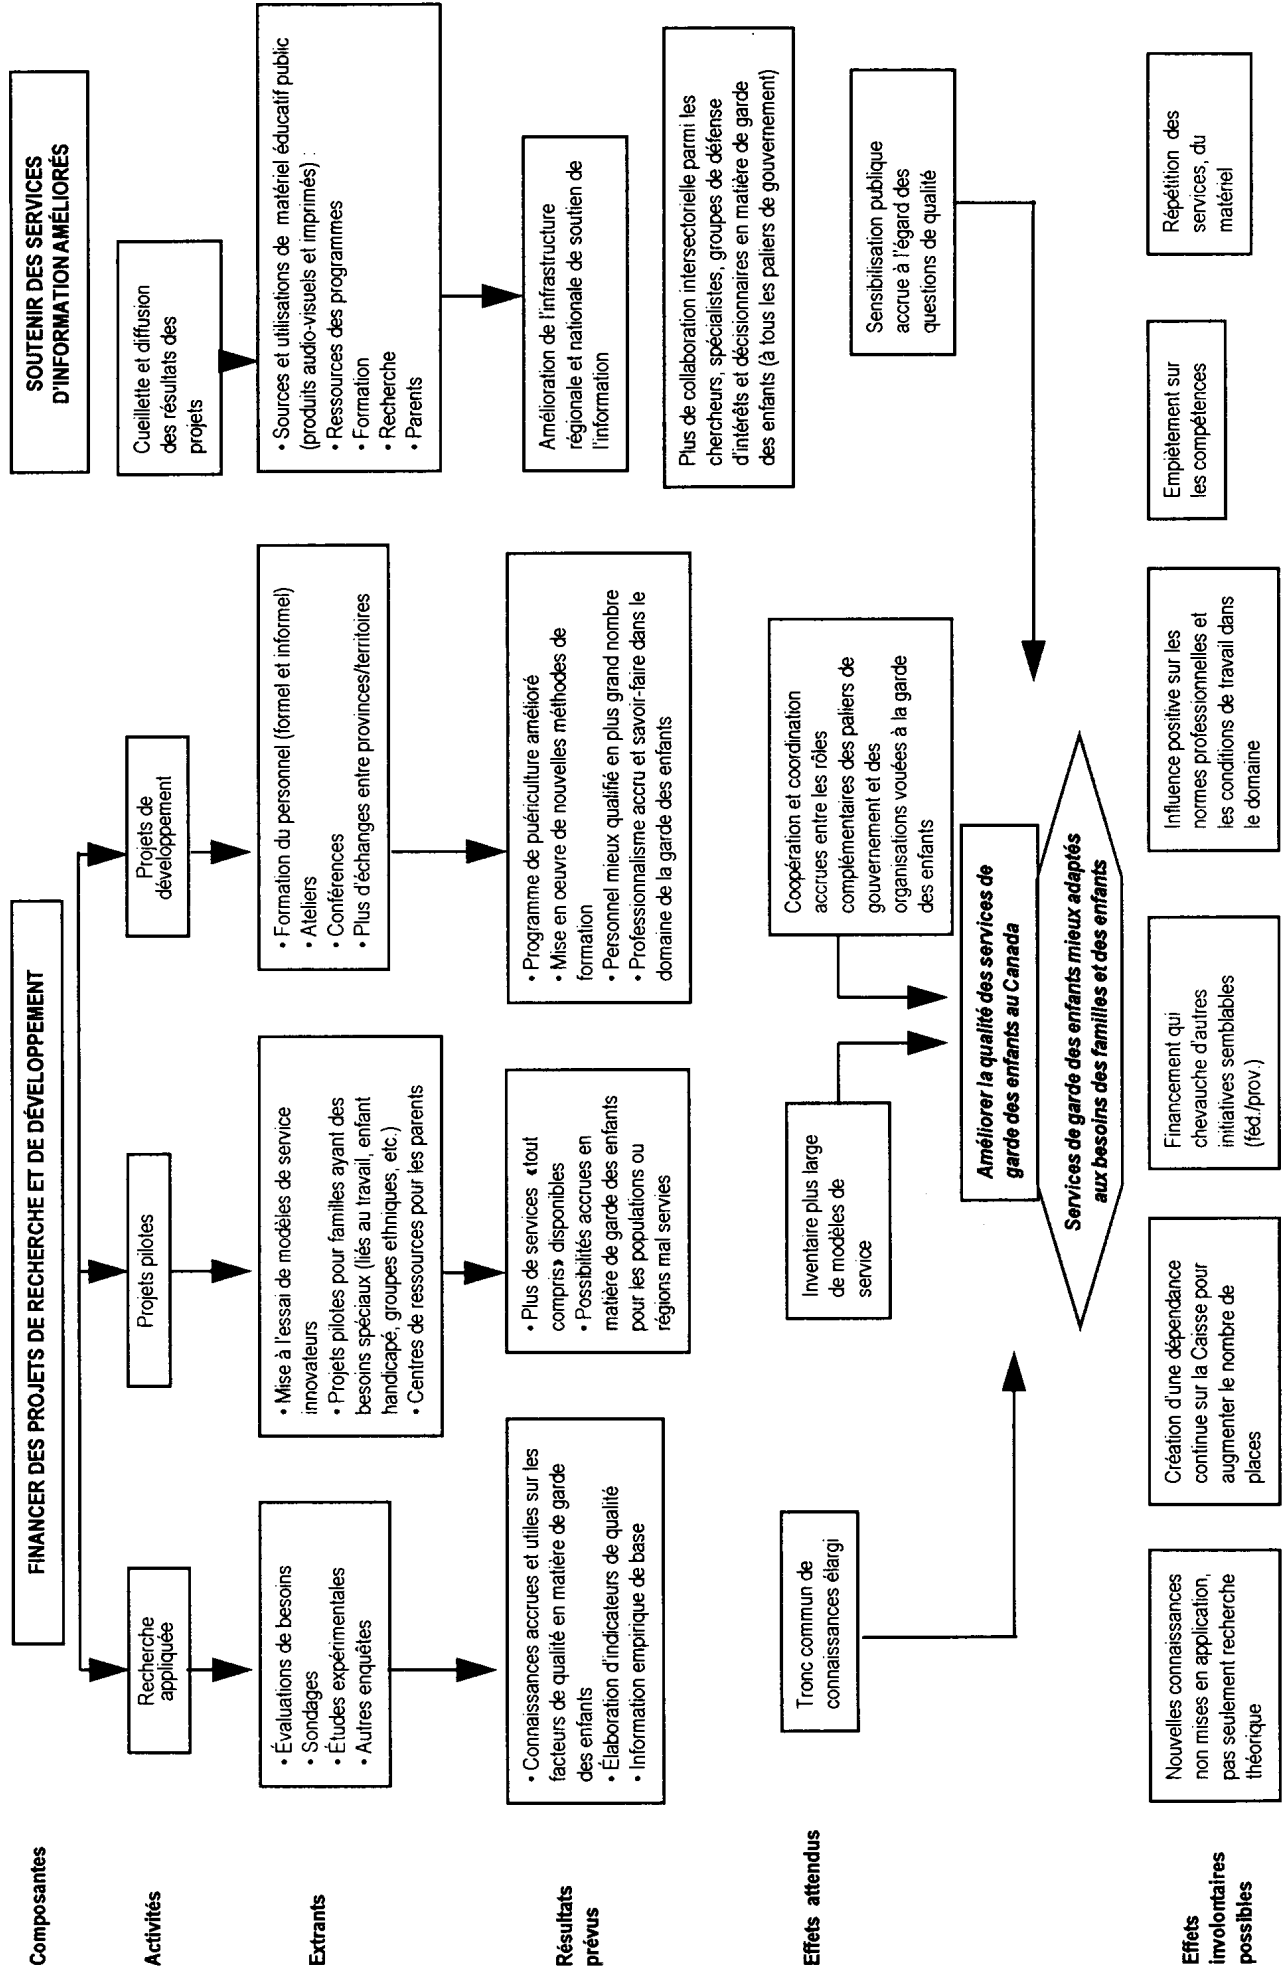 Composantes
FINANCER DES PROJETS DE RECHERCHE ET DE DÉVELOPPEMENT
SOUTENIR DES SERVICES
D'INFORMATION AMÉLIORÉS
Activités
Recherche
appliquée
Projets pilotes
Projets de
développement
Cueillette et diffusion
des résultats des
projets
Extrants
• Évaluations de besoins
• Sondages
• Études expérimentales
• Autres enquêtes
• Mise à l'essai de modèles de service
innovateurs
• Projets pilotes pour familles ayant des
besoins spéciaux (liés au travail, enfant
handicapé, groupes ethniques, etc.)
• Centres de ressources pour les parents
• Formation du personnel (formel et informel)
• Ateliers
• Conférences
• Plus d'échanges entre provinces/territoires
• Sources et utilisations de matériel éducatif public
(produits audio-visuels et imprimés) :
• Ressources des programmes
• Formation
• Recherche
• Parents
Résultats
prévus
• Connaissances accrues et utiles sur les
facteurs de qualité en matière de garde
des enfants
• Élaboration d'indicateurs de qualité
• Information empirique de base
• Plus de services «tout
compris» disponibles
• Possibilités accrues en
matière de garde des enfants
pour les populations ou
régions mal servies
• Programme de puériculture amélioré
• Mise en oeuvre de nouvelles méthodes de
formation
• Personnel mieux qualifié en plus grand nombre
• Professionnalisme accru et savoir-faire dans le
domaine de la garde des enfants
Amélioration de l'infrastructure
régionale et nationale de soutien de
l'information
Plus de collaboration intersectorielle parmi les
chercheurs, spécialistes, groupes de défense
d'intérêts et décisionnaires en matière de garde
des enfants (à tous les paliers de gouvernement)
Effets attendus
Tronc commun de
connaissances élargi
Inventaire plus large
de modèles de
service
Coopération et coordination
accrues entre les rôles
complémentaires des paliers de
gouvernement et des
organisations vouées à la garde
des enfants
Sensibilisation publique
accrue à l'égard des
questions de qualité
Améliorer la qualité des services de
garde des enfants au Canada
Services de garde des enfants mieux adaptés
aux besoins des familles et des enfants
Effets
involontaires
possibles
Nouvelles connaissances
non mises en application,
pas seulement recherche
théorique
Création d'une dépendance
continue sur la Caisse pour
augmenter le nombre de
places
Financement qui
chevauche d'autres
initiatives semblables
(féd./prov.)
Influence positive sur les
normes professionnelles et
les conditions de travail dans
le domaine
Empiètement sur
les compétences
Répétition des
services, du
matériel